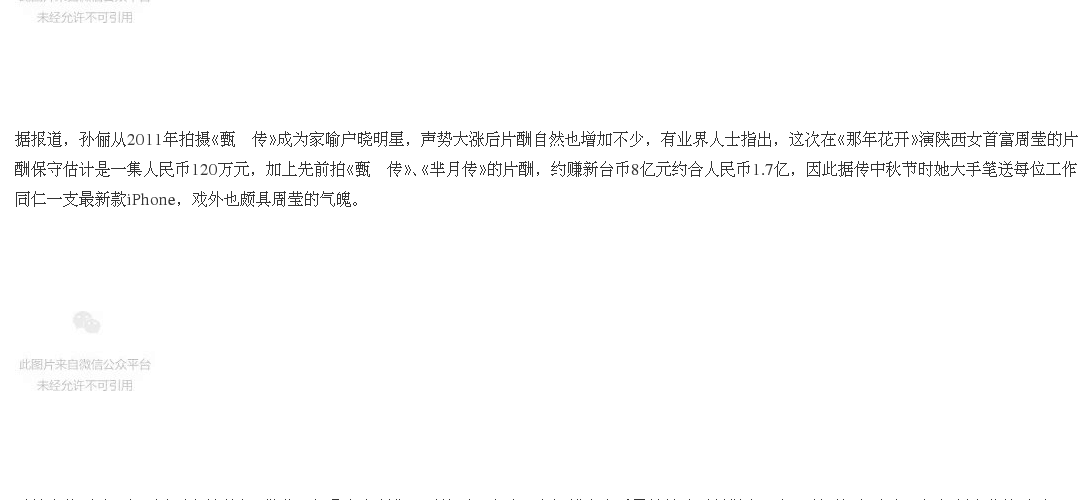 未经允许不可引用
据报道，孙俪从2011年拍摄《甄　传》成为家喻户晓明星，声势大涨后片酬自然也增加不少，有业界人士指出，这次在《那年花开》演陕西女首富周莹的片
酬保守估计是一集人民币120万元，加上先前拍《甄　传》、《芈月传》的片酬，约赚新台币8亿元约合人民币1.7亿，因此据传中秋节时她大手笔送每位工作
同仁一支最新款iPhone，戏外也颇具周莹的气魄。
此图片来自微信公众平台
未经允许不可引用